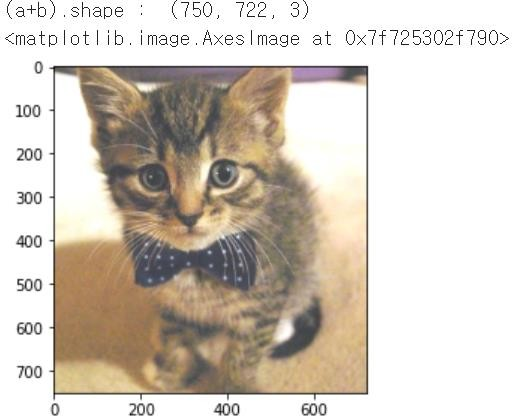 (a+b).shape :  (750, 722, 3)
<matplotlib.image.AxesImage at 0x7f725302f790>
0
100
200
300
400
500
600
700
0 200 400 600